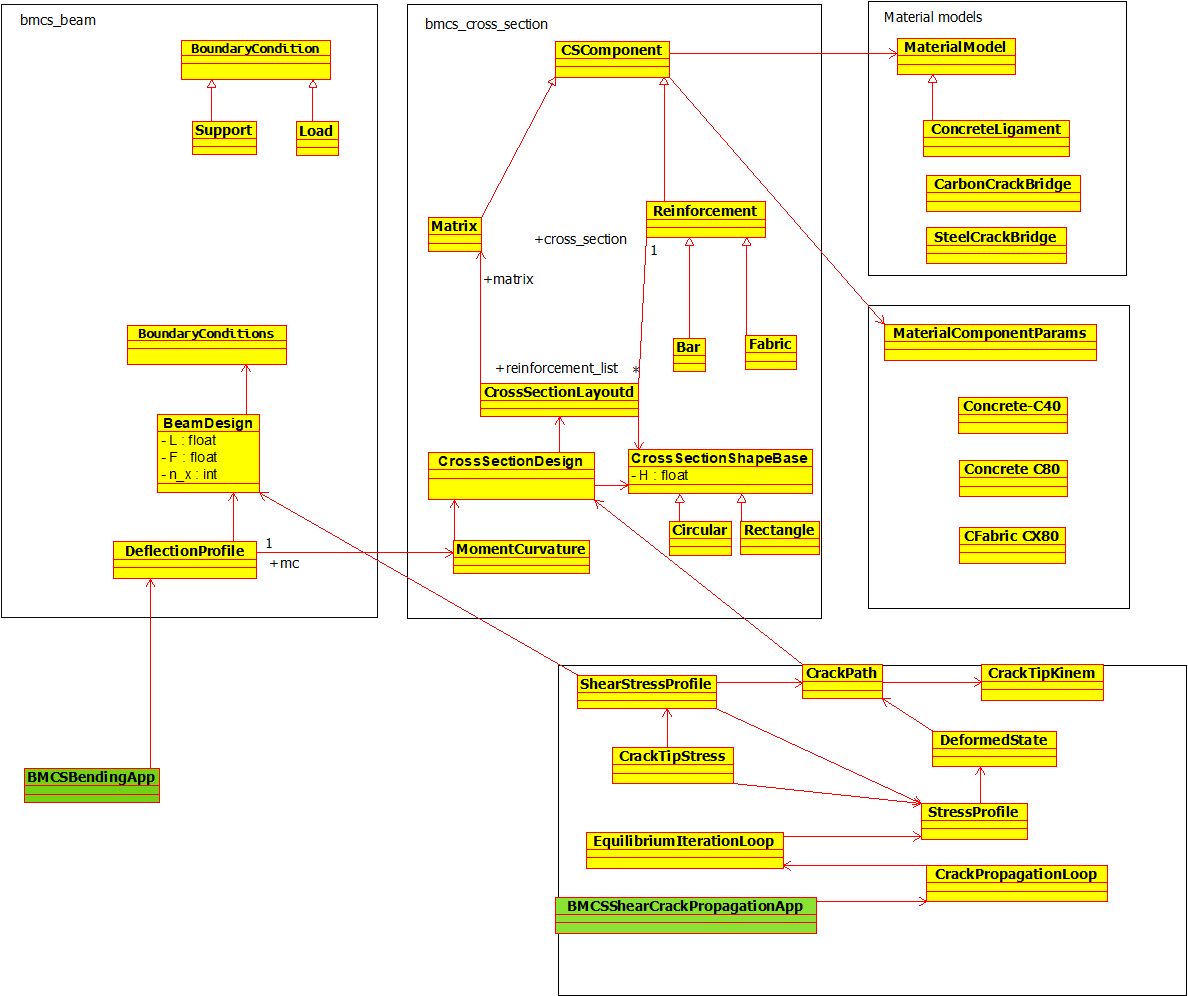 bmcs_beam
BoundaryCondition
Support
Load
BoundaryConditions
BeamDesign
- L : float
- F : float
- n_x : int
DeflectionProfile
1
+mc
BMCSBendingApp
bmcs_cross_section
CSComponent
Matrix
Reinforcement
+cross_section
1
+matrix
Bar
Fabric
+reinforcement_list
*
CrossSectionLayoutd
CrossSectionDesign
CrossSectionShapeBase
- H : float
Circular
Rectangle
MomentCurvature
Material models
MaterialModel
ConcreteLigament
CarbonCrackBridge
SteelCrackBridge
MaterialComponentParams
Concrete-C40
Concrete C80
CFabric CX80
ShearStressProfile
CrackPath
CrackTipKinem
CrackTipStress
DeformedState
StressProfile
EquilibriumIterationLoop
CrackPropagationLoop
BMCSShearCrackPropagationApp